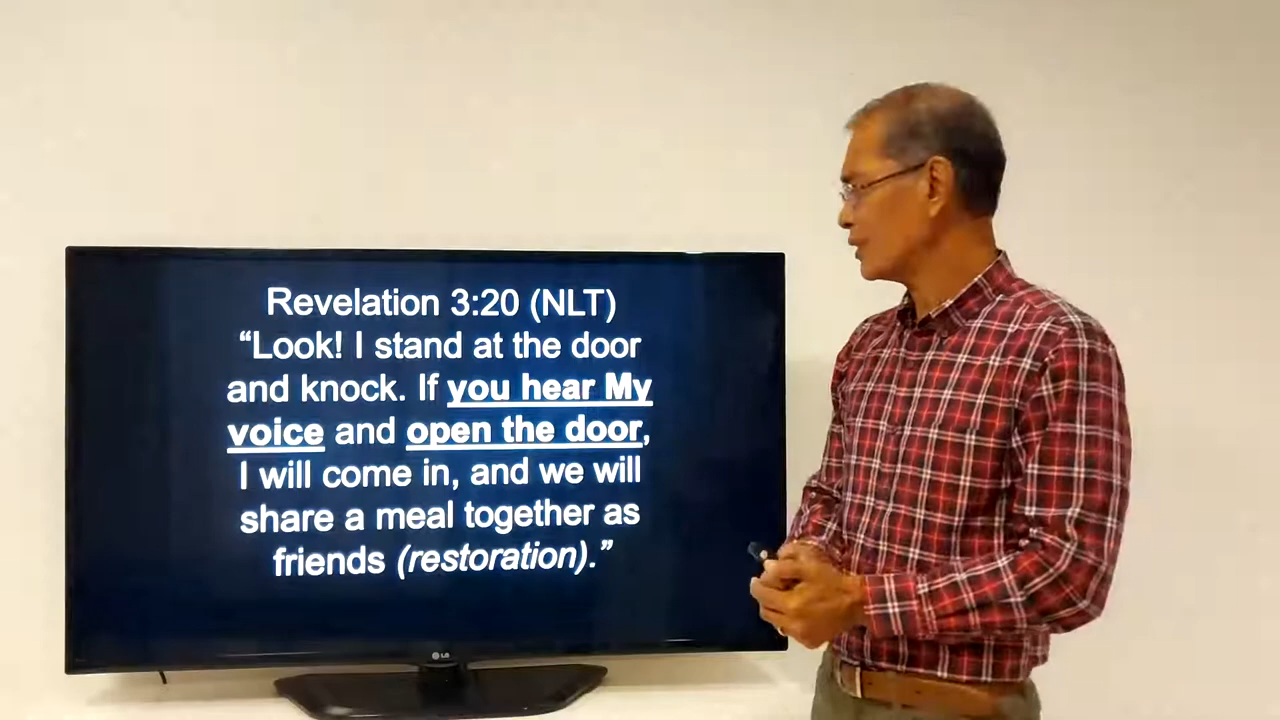 Revelation 3:20 (NLT)
“Look! I stand at the door
and knock. If you hear My
voice and open the door,
I will come in, and we will
share a meal together as
friends (restoration).”
LG